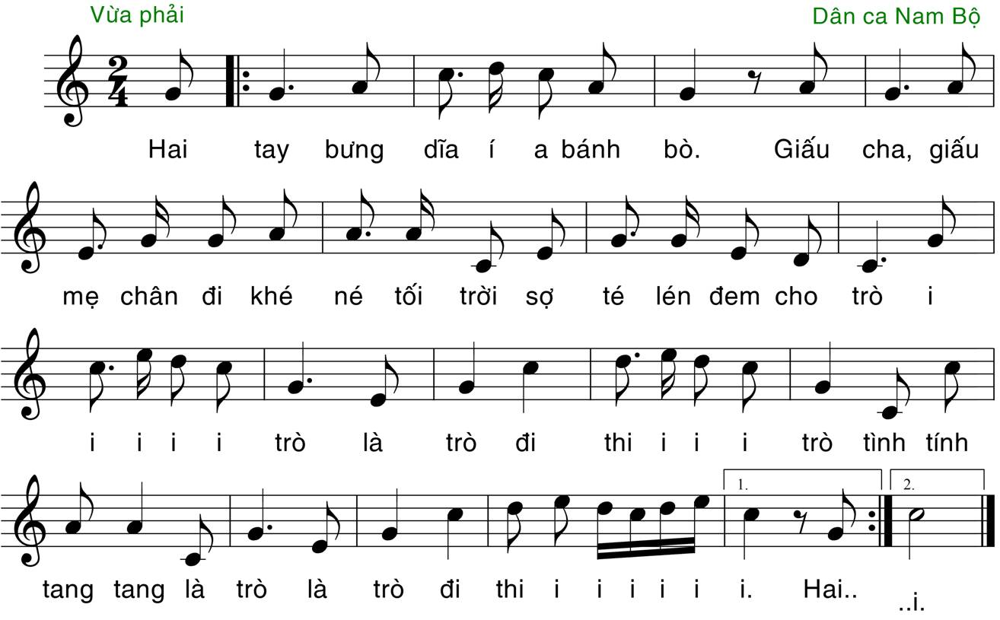 Vừa phải Dân ca Nam Bộ
2
4
Hai tay bưng dĩa í a bánh bò. Giấu cha, giấu
mẹ chân đi khé né tối trời sợ té lén đem cho trò i
i i i i trò là trò đi thi i i i trò tình tính
1. 2.
tang tang là trò là trò đi thi i i i i i i. Hai..
..i.